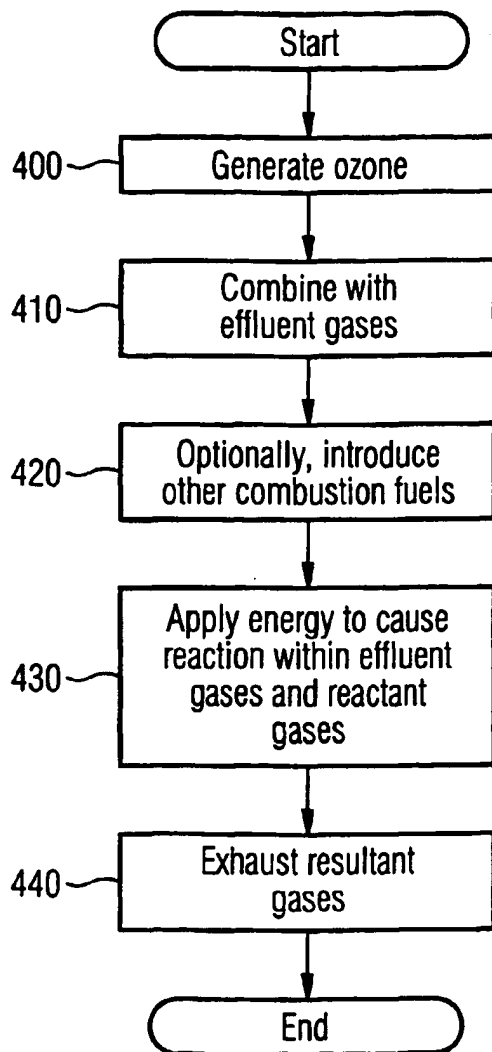 Start
400
Generate ozone
410
Combine with
effluent gases
420
Optionally, introduce
other combustion fuels
430
Apply energy to cause
reaction within effluent
gases and reactant
gases
440
Exhaust resultant
gases
End